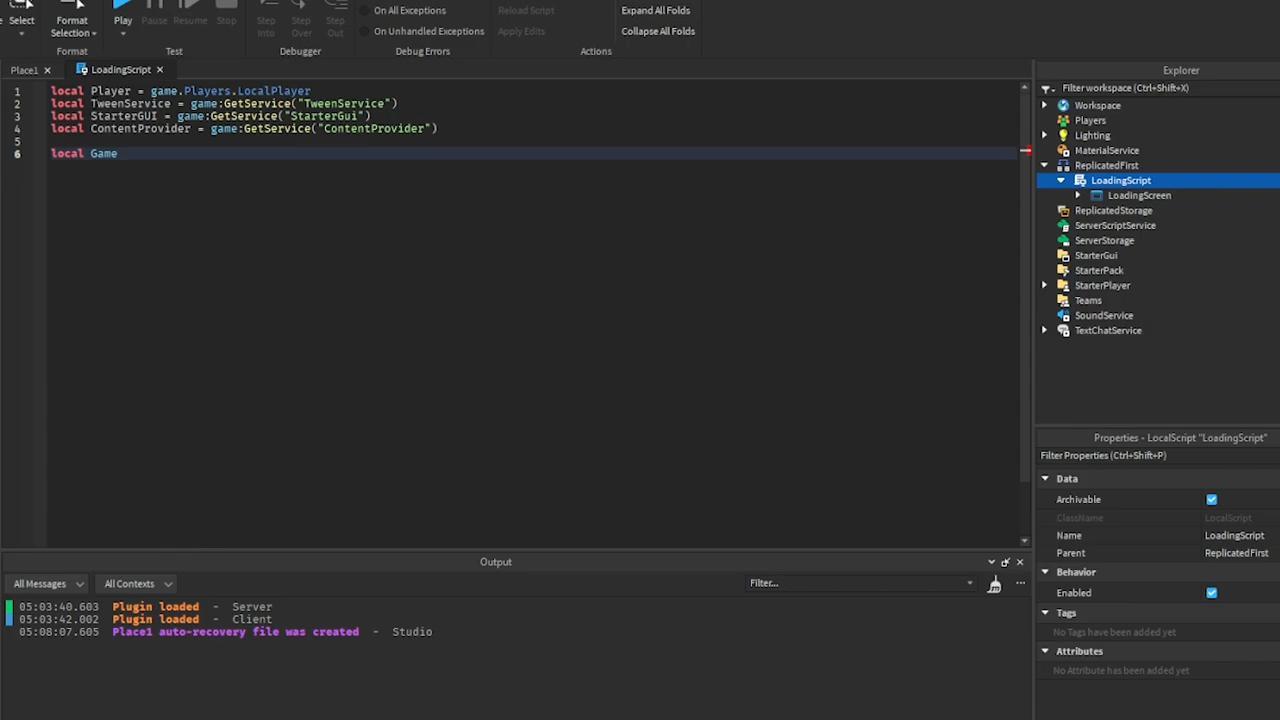 Select Format Selection Play Pause Resume Stop Step Into Step Over Step Out On All Exceptions Reload Script Expand All Folds
On Unhandled Exceptions Apply Edits Collapse All Folds
Format Test Debugger Debug Errors Actions
Place1 LoadingScript
1 local Player = game.Players.LocalPlayer
2 local TweenService = game:GetService("TweenService")
3 local StarterGUI = game:GetService("StarterGui")
4 local ContentProvider = game:GetService("ContentProvider")
5
6 local Game
Explorer
Filter workspace (Ctrl+Shift+X)
Workspace
Players
Lighting
MaterialService
ReplicatedFirst
LoadingScript
LoadingScreen
ReplicatedStorage
ServerScriptService
ServerStorage
StarterGui
StarterPack
StarterPlayer
Teams
SoundService
TextChatService
Properties - LocalScript "LoadingScript"
Filter Properties (Ctrl+Shift+P)
Data
Archivable
ClassName LocalScript
Name LoadingScript
Parent ReplicatedFirst
Behavior
Enabled
Tags
No Tags have been added yet
Attributes
No Attribute has been added yet
Output
All Messages All Contexts Filter...
05:03:40.603 Plugin loaded - Server
05:03:42.002 Plugin loaded - Client
05:08:07.605 Place1 auto-recovery file was created - Studio